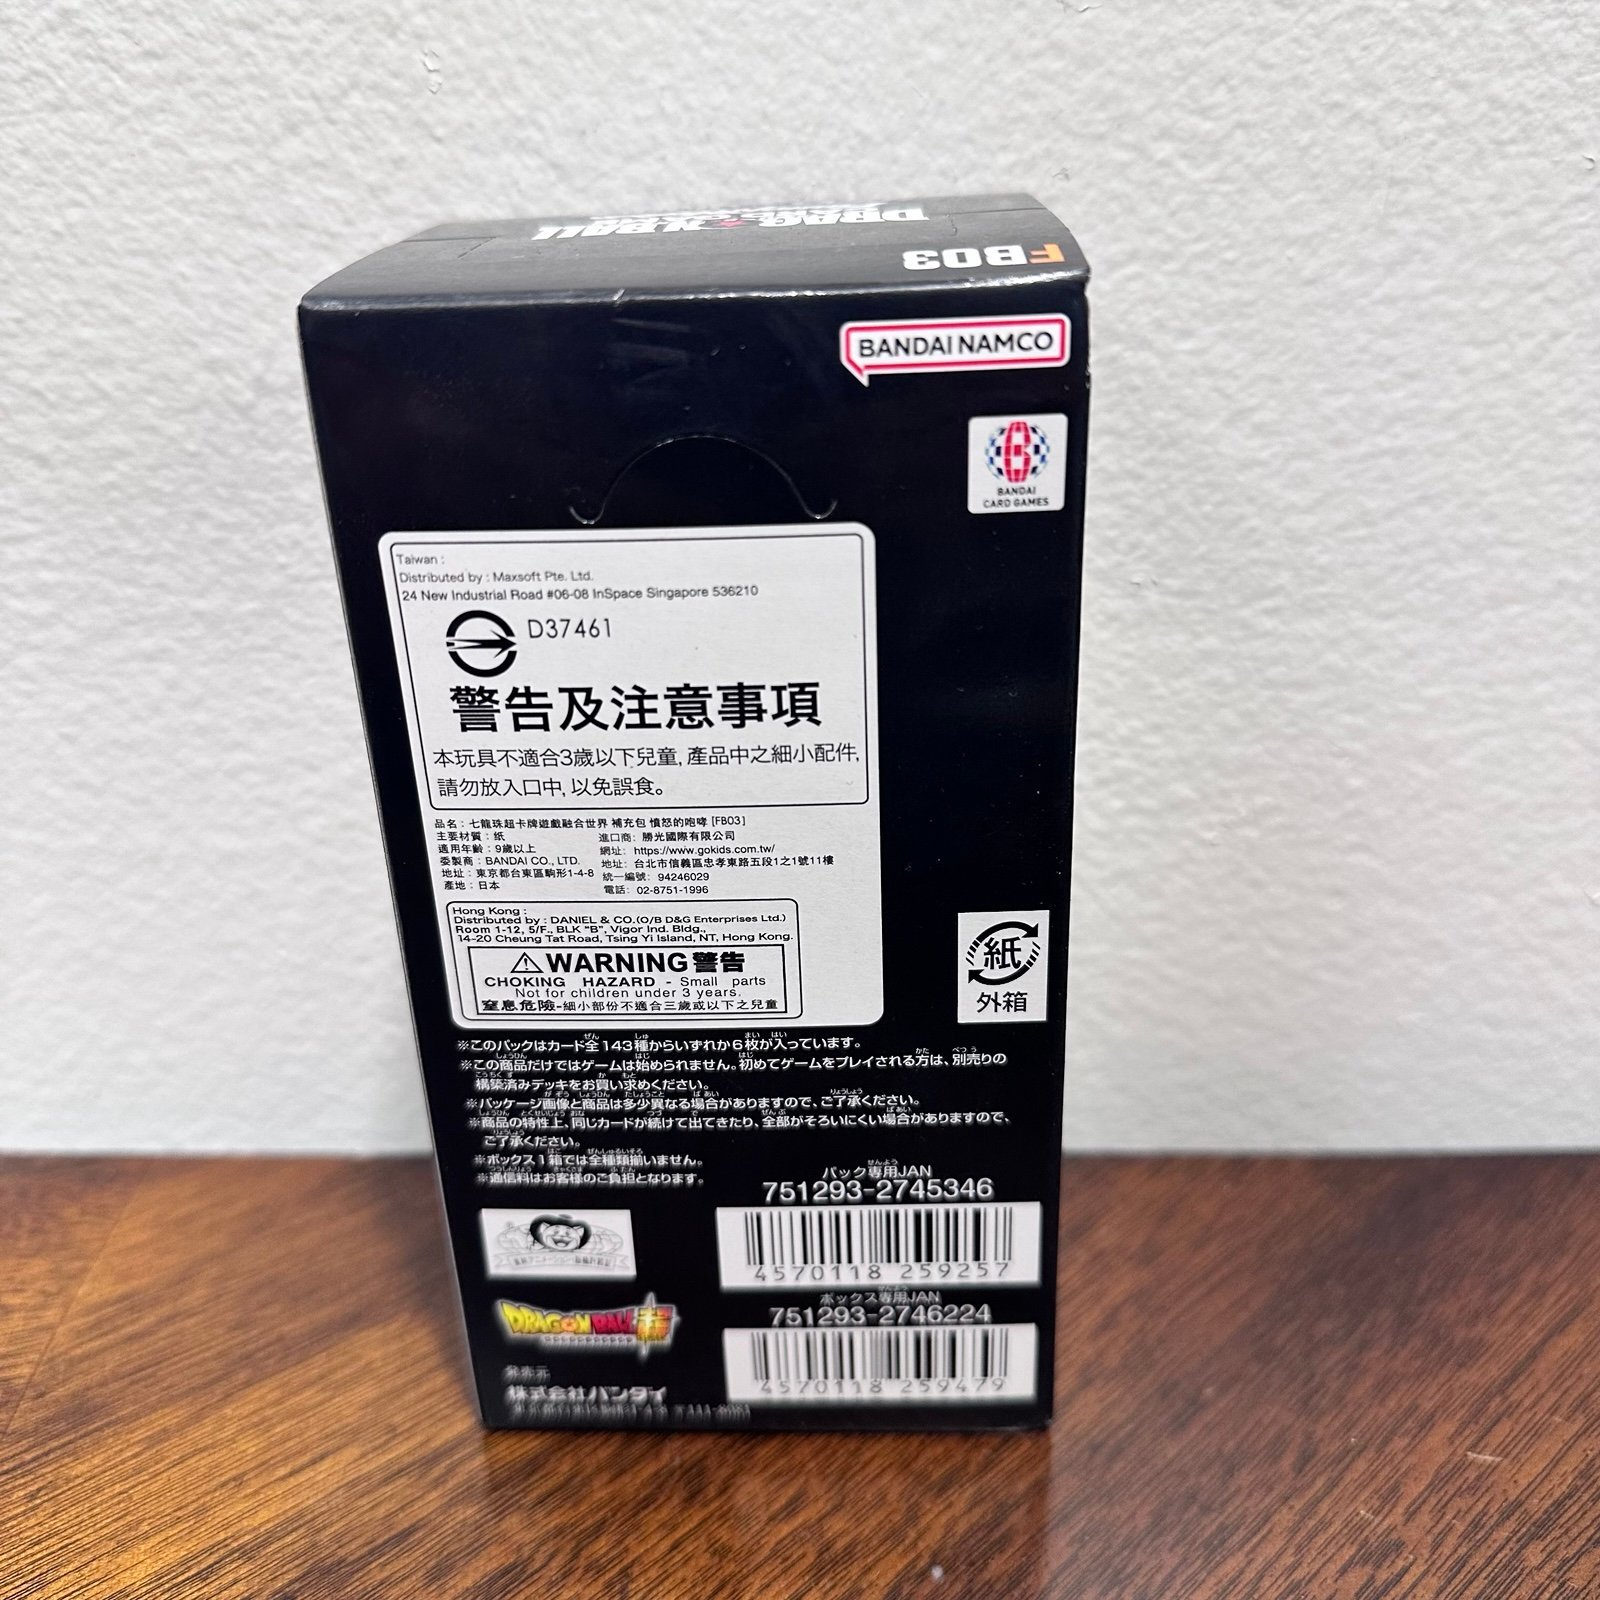 DRAGON BALL
FB03
BANDAI NAMCO
BANDAI
CARD GAMES
Taiwan :
Distributed by : Maxsoft Pte. Ltd.
24 New Industrial Road #06-08 InSpace Singapore 536210
D37461
警告及注意事項
本玩具不適合3歲以下兒童, 產品中之細小配件,
請勿放入口中, 以免誤食。
品名 : 七龍珠超卡牌遊戲融合世界 補充包 憤怒的咆哮 [FB03]
主要材質 : 紙
適用年齡 : 9歲以上
委製商 : BANDAI CO., LTD.
地址 : 東京都台東區駒形1-4-8
產地 : 日本
進口商: 勝光國際有限公司
網址: https://www.gokids.com.tw/
地址: 台北市信義區忠孝東路五段1之1號11樓
統一編號: 94246029
電話: 02-8751-1996
Hong Kong :
Distributed by : DANIEL & CO.(O/B D&G Enterprises Ltd.)
Room 1-12, 5/F., BLK "B", Vigor Ind. Bldg.,
14-20 Cheung Tat Road, Tsing Yi Island, NT, Hong Kong.
WARNING 警告
CHOKING HAZARD - Small parts
Not for children under 3 years.
窒息危險-細小部份不適合三歲或以下之兒童
紙
外箱
※このパックはカード全143種からいずれか6枚が入っています。
※この商品だけではゲームは始められません。初めてゲームをプレイされる方は、別売りの
構築済みデッキをお買い求めください。
※パッケージ画像と商品は多少異なる場合がありますので、ご了承ください。
※商品の特性上、同じカードが続けて出てきたり、全部がそろいにくい場合がありますので、
ご了承ください。
※ボックス1箱では全種類揃いません。
※通信料はお客様のご負担となります。
パック専用JAN
751293-2745346
4570118 259257
ボックス専用JAN
751293-2746224
4570118 259479
DRAGON BALL 超
発売元
株式会社バンダイ